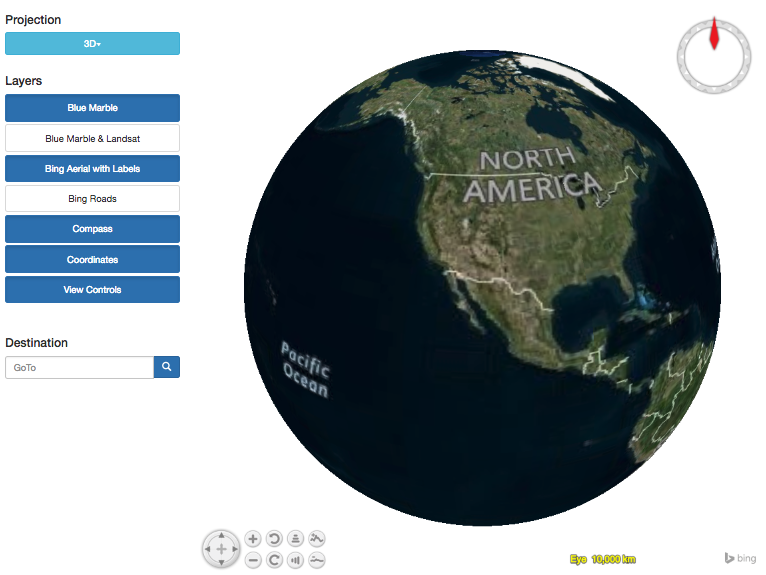 Projection
3D
Layers
Blue Marble
Blue Marble & Landsat
Bing Aerial with Labels
Bing Roads
Compass
Coordinates
View Controls
Destination
GoTo
NORTH
AMERICA
Pacific
Ocean
Eye 10,000 km
bing